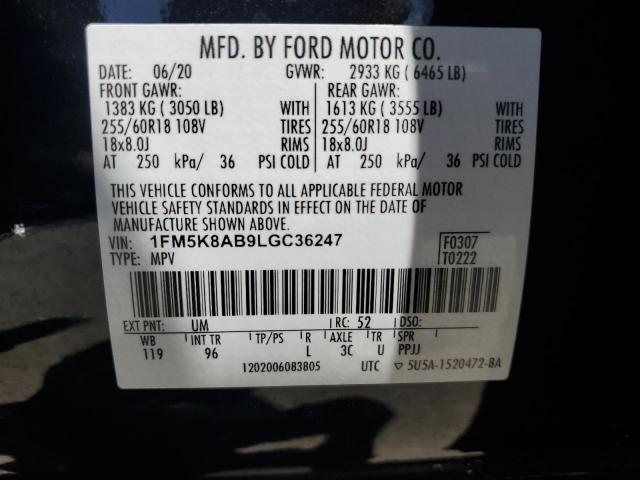 MFD. BY FORD MOTOR CO.
DATE: 06/20 GVWR: 2933 KG ( 6465 LB)
FRONT GAWR: REAR GAWR:
1383 KG ( 3050 LB) WITH 1613 KG ( 3555 LB) WITH
255/60R18 108V TIRES 255/60R18 108V TIRES
18x8.0J RIMS 18x8.0J RIMS
AT 250 kPa/ 36 PSI COLD AT 250 kPa/ 36 PSI COLD
THIS VEHICLE CONFORMS TO ALL APPLICABLE FEDERAL MOTOR
VEHICLE SAFETY STANDARDS IN EFFECT ON THE DATE OF
MANUFACTURE SHOWN ABOVE.
VIN: 1FM5K8AB9LGC36247 F0307
TYPE: MPV T0222
EXT PNT: UM RC: 52 DSO:
WB INT TR TP/PS R AXLE TR SPR
119 96 L 3C U PPJJ
1202006083805 UTC ▽ 5U5A-1520472-BA